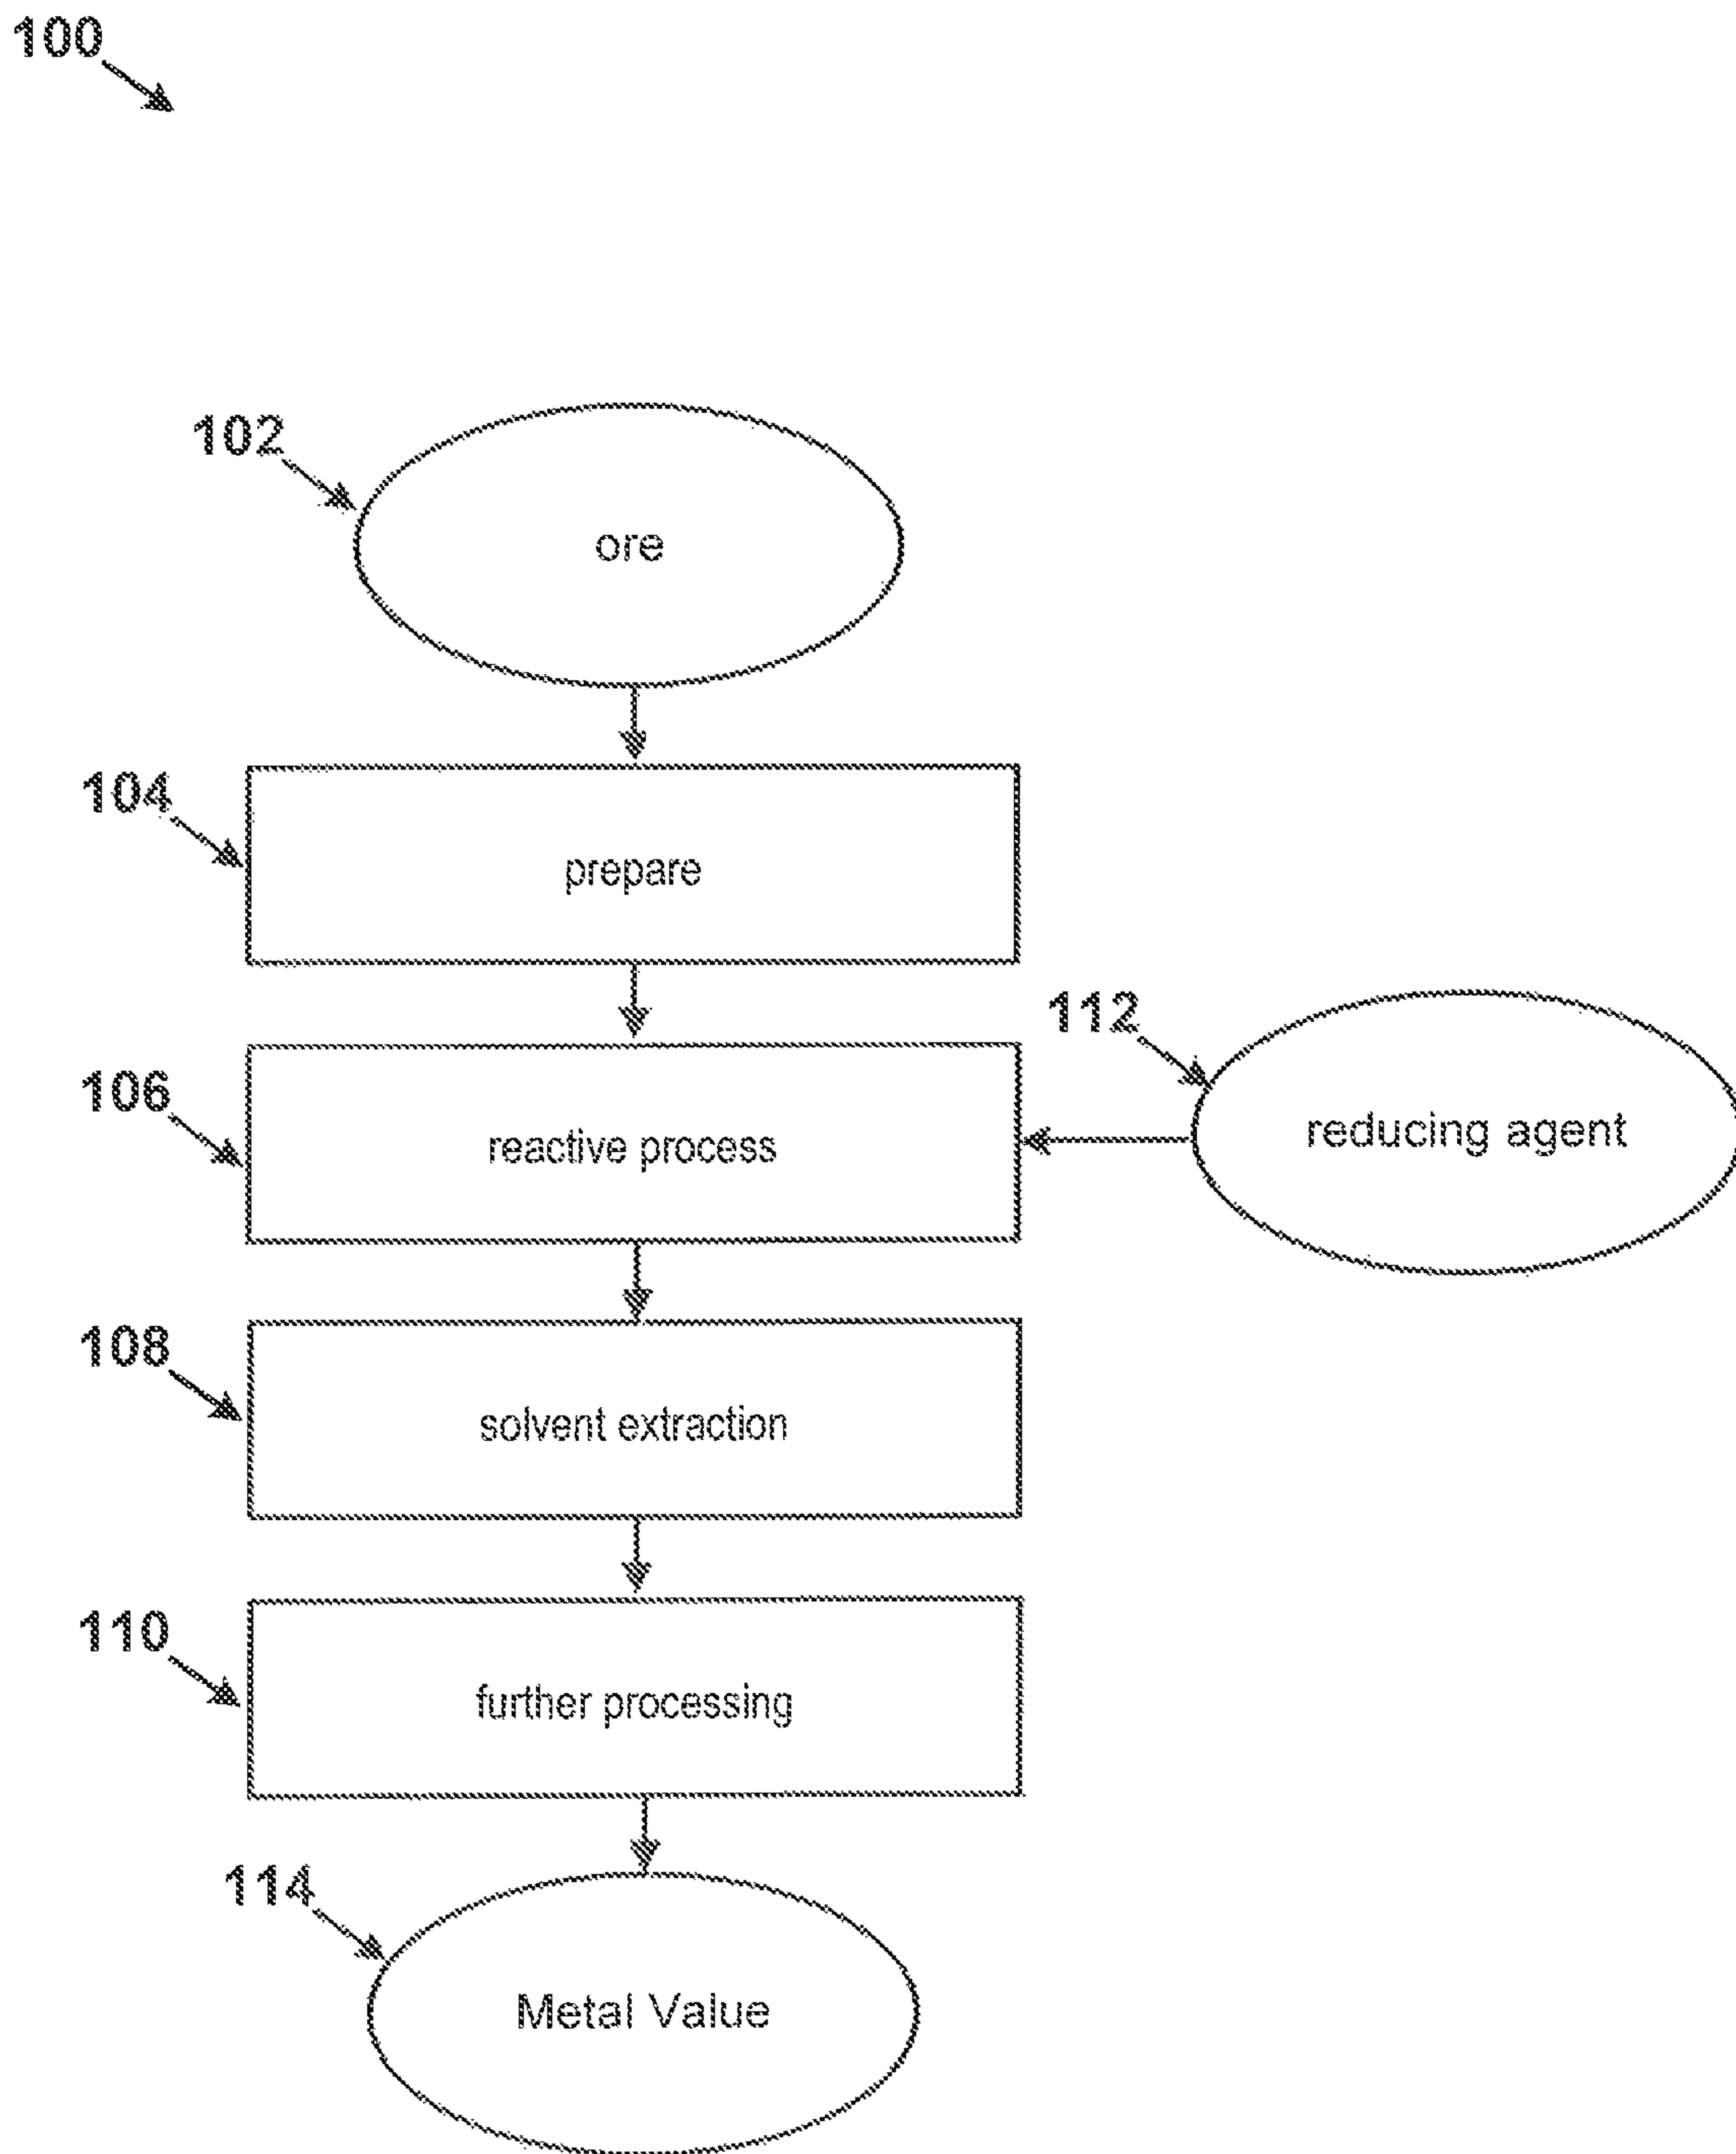 100
102
ore
104
prepare
112
106
reactive process
reducing agent
108
solvent extraction
110
further processing
114
Metal Value